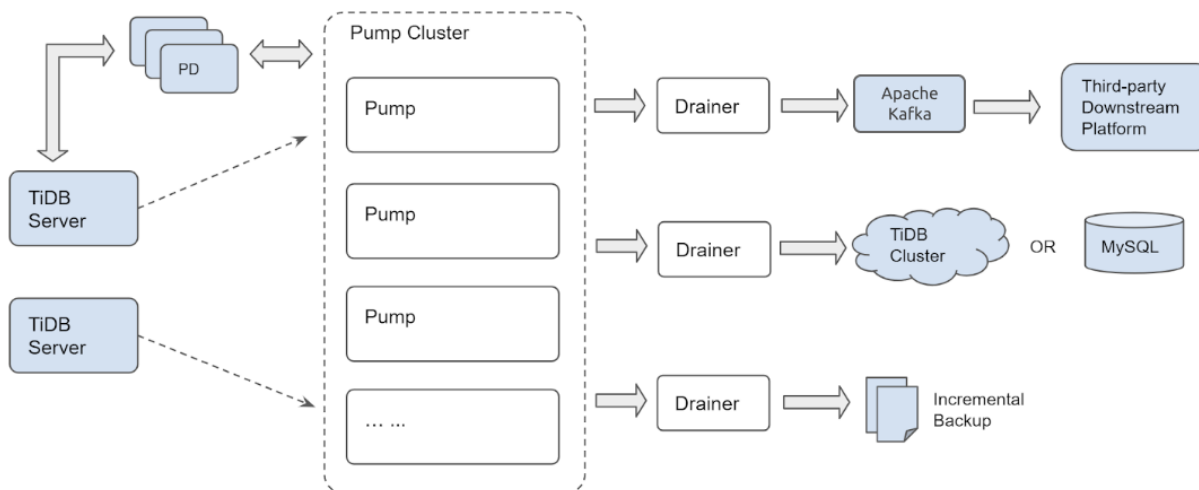 Pump Cluster
PD
Pump
Drainer
Apache
Kafka
Third-party
Downstream
Platform
TiDB
Server
Pump
Drainer
TiDB
Cluster
OR
MySQL
TiDB
Server
Pump
... ...
Drainer
Incremental
Backup